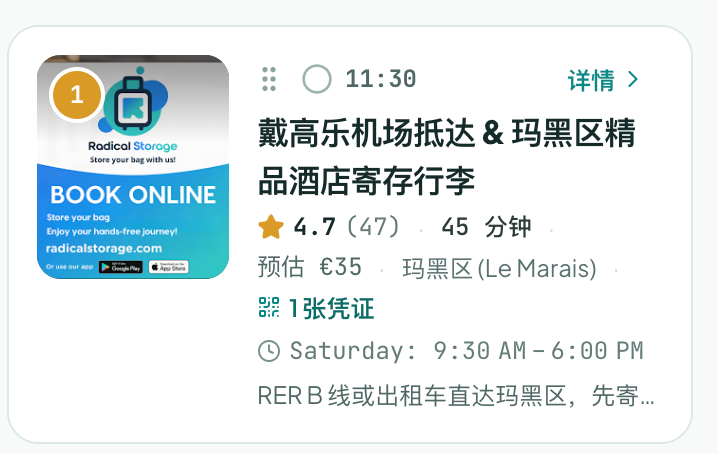 1
Radical Storage
Store your bag with us!
BOOK ONLINE
Store your bag
Enjoy your hands-free journey!
radicalstorage.com
Or use our app
Google Play
App Store
11:30
详情
戴高乐机场抵达 & 玛黑区精
品酒店寄存行李
4.7 (47) · 45 分钟 ·
预估 €35 · 玛黑区 (Le Marais) ·
1张凭证
Saturday: 9:30 AM – 6:00 PM
RER B 线或出租车直达玛黑区，先寄…